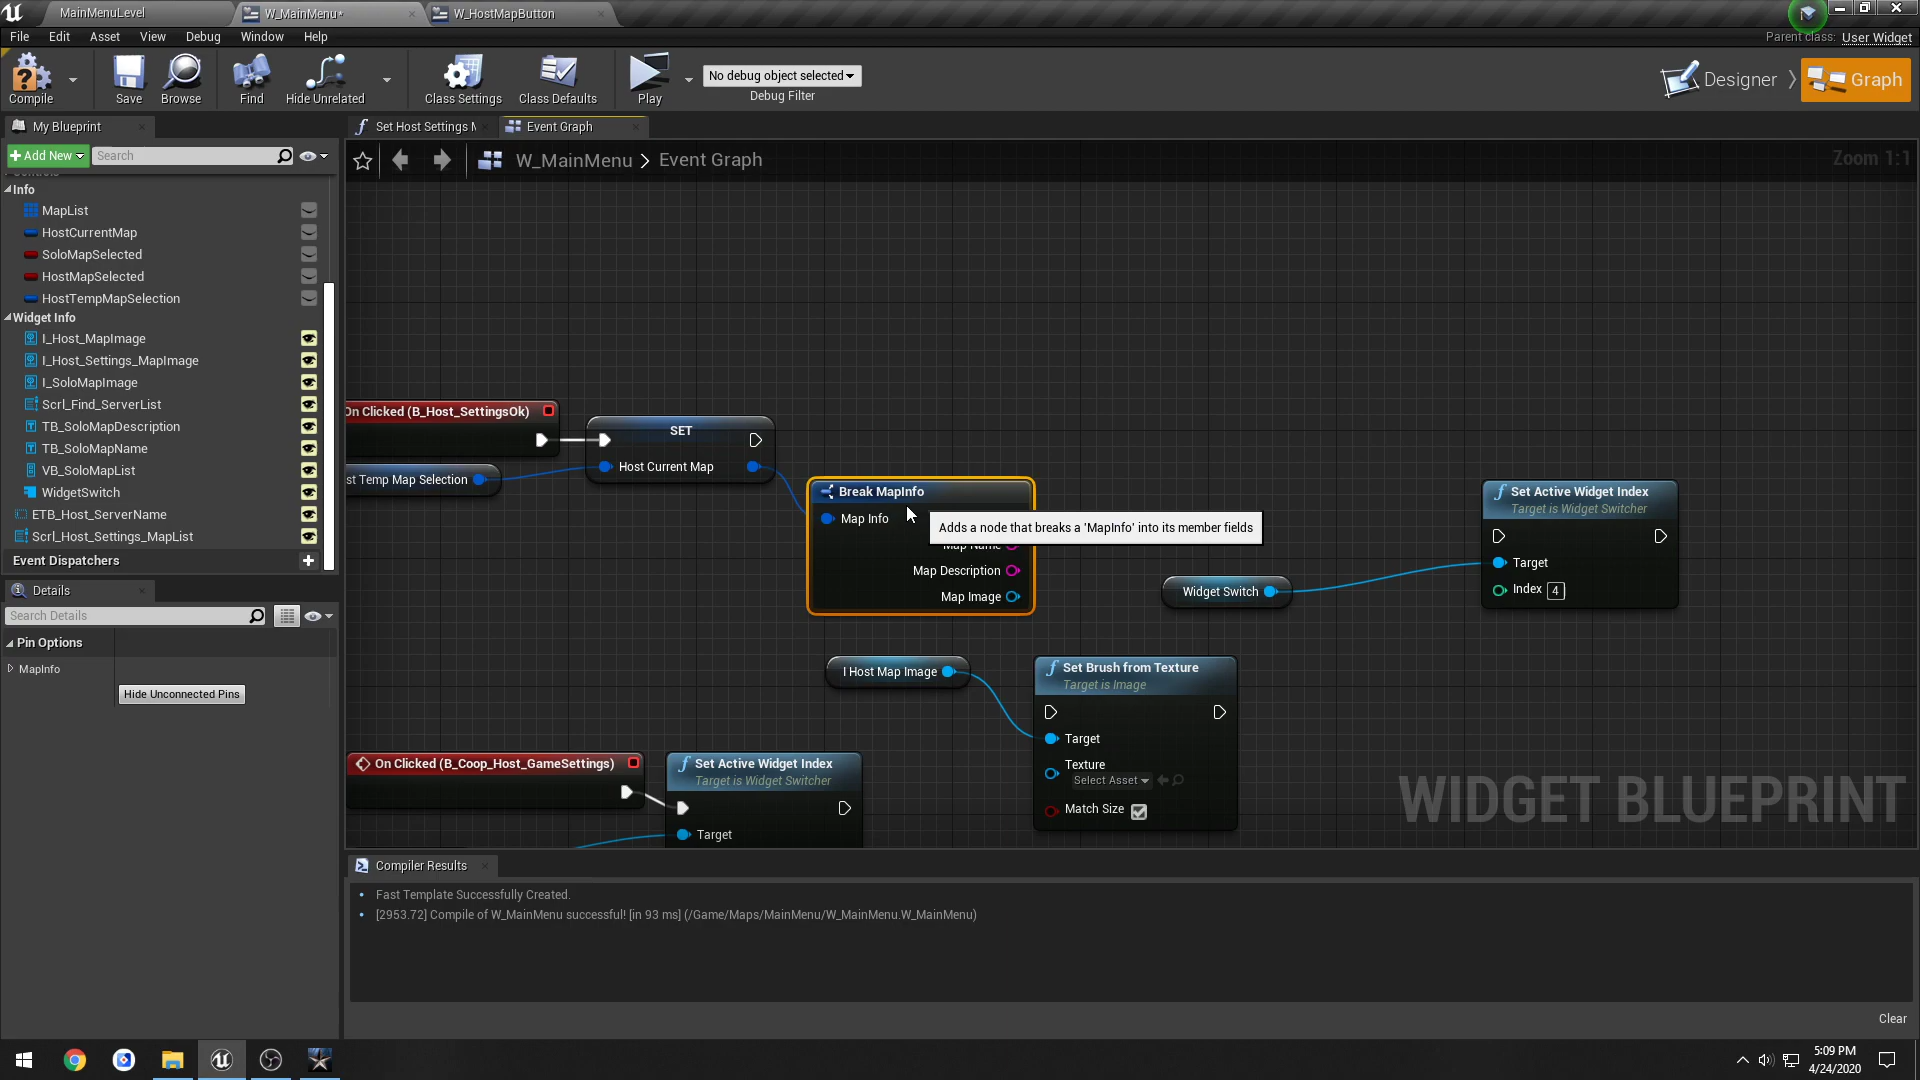 MainMenuLevel
W_MainMenu*
W_HostMapButton
File Edit Asset View Debug Window Help
Parent class: User Widget
Compile
Save
Browse
Find
Hide Unrelated
Class Settings
Class Defaults
Play
No debug object selected
Debug Filter
Designer
Graph
My Blueprint
Add New
Search
Info
MapList
HostCurrentMap
SoloMapSelected
HostMapSelected
HostTempMapSelection
Widget Info
I_Host_MapImage
I_Host_Settings_MapImage
I_SoloMapImage
Scrl_Find_ServerList
TB_SoloMapDescription
TB_SoloMapName
VB_SoloMapList
WidgetSwitch
ETB_Host_ServerName
Scrl_Host_Settings_MapList
Event Dispatchers
Details
Search Details
Pin Options
MapInfo
Hide Unconnected Pins
Set Host Settings M
Event Graph
W_MainMenu > Event Graph
Zoom 1:1
On Clicked (B_Host_SettingsOk)
st Temp Map Selection
SET
Host Current Map
Break MapInfo
Map Info
Adds a node that breaks a 'MapInfo' into its member fields
Map Name
Map Description
Map Image
Widget Switch
Set Active Widget Index
Target is Widget Switcher
Target
Index 4
I Host Map Image
Set Brush from Texture
Target is Image
Target
Texture
Select Asset
Match Size
On Clicked (B_Coop_Host_GameSettings)
Set Active Widget Index
Target is Widget Switcher
Target
WIDGET BLUEPRINT
Compiler Results
Fast Template Successfully Created.
[2953.72] Compile of W_MainMenu successful! [in 93 ms] (/Game/Maps/MainMenu/W_MainMenu.W_MainMenu)
Clear
5:09 PM
4/24/2020